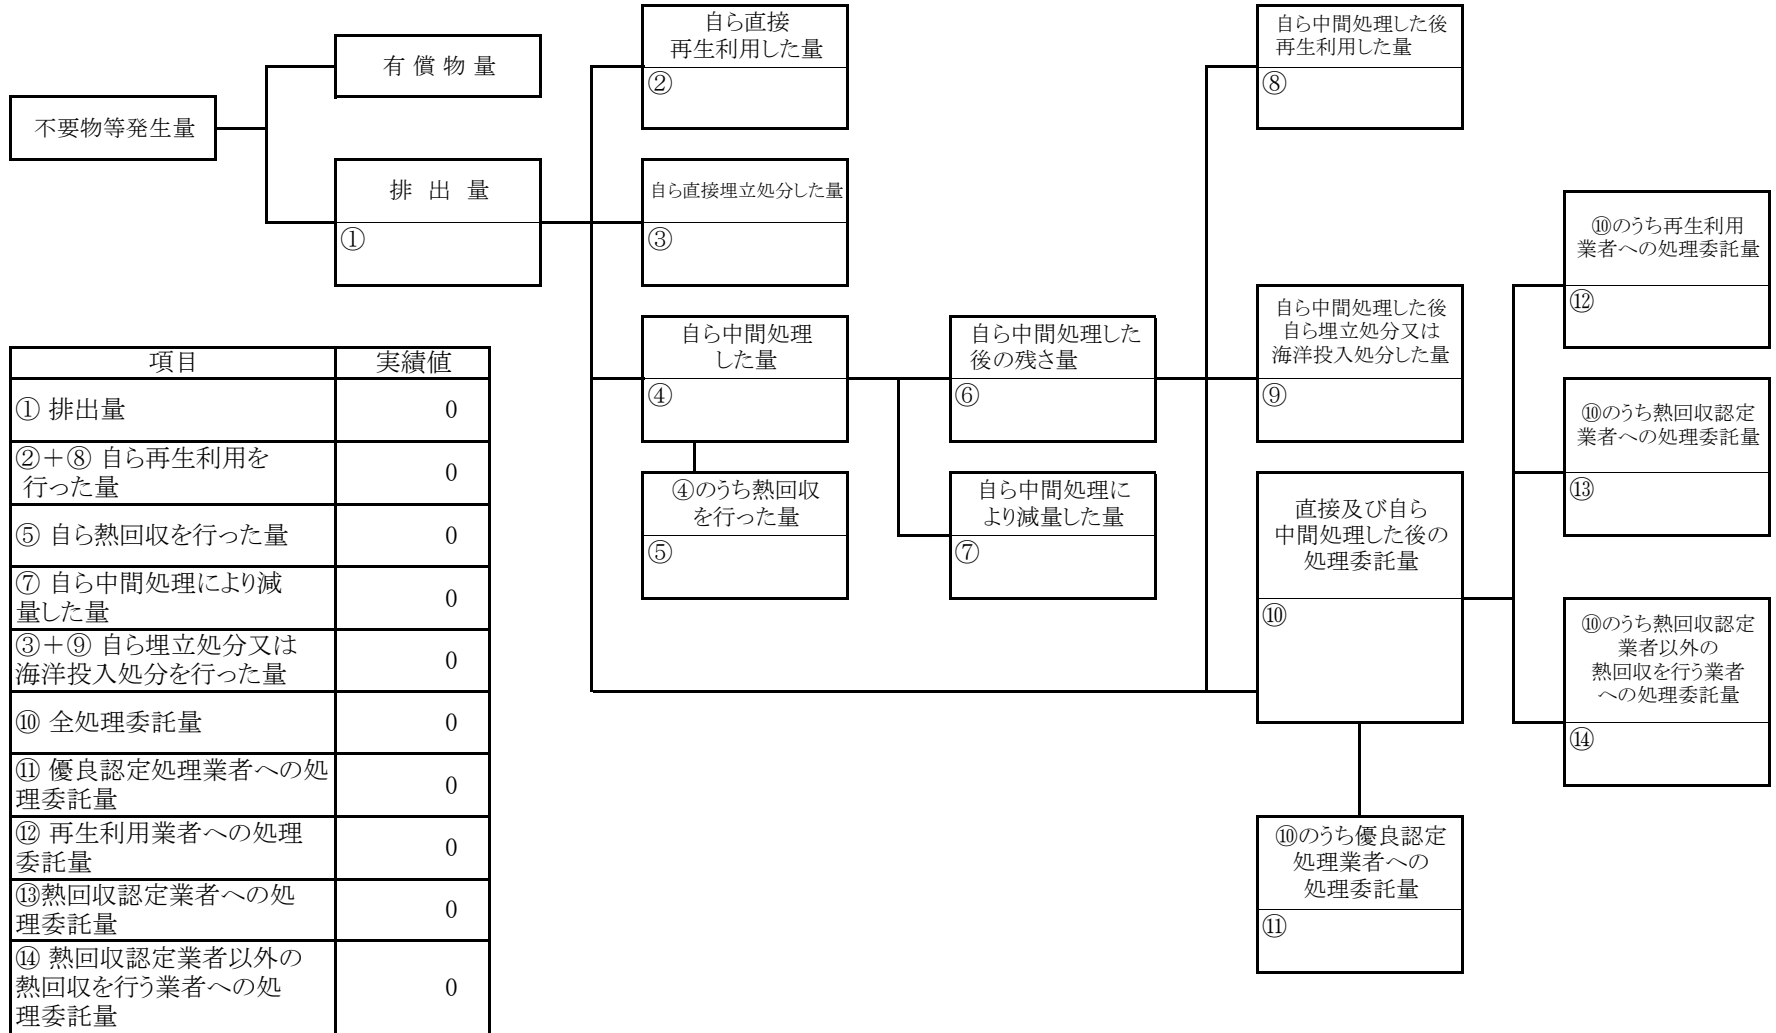 不要物等発生量
有 償 物 量
排 出 量
①
自ら直接
再生利用した量
②
自ら直接埋立処分した量
③
自ら中間処理
した量
④
④のうち熱回収
を行った量
⑤
自ら中間処理した
後の残さ量
⑥
自ら中間処理に
より減量した量
⑦
自ら中間処理した後
再生利用した量
⑧
自ら中間処理した後
自ら埋立処分又は
海洋投入処分した量
⑨
直接及び自ら
中間処理した後の
処理委託量
⑩
⑩のうち優良認定
処理業者への
処理委託量
⑪
⑩のうち再生利用
業者への処理委託量
⑫
⑩のうち熱回収認定
業者への処理委託量
⑬
⑩のうち熱回収認定
業者以外の
熱回収を行う業者
への処理委託量
⑭
項目 実績値
① 排出量 0
②+⑧ 自ら再生利用を
行った量 0
⑤ 自ら熱回収を行った量 0
⑦ 自ら中間処理により減
量した量 0
③+⑨ 自ら埋立処分又は
海洋投入処分を行った量 0
⑩ 全処理委託量 0
⑪ 優良認定処理業者への処
理委託量 0
⑫ 再生利用業者への処理
委託量 0
⑬熱回収認定業者への処
理委託量 0
⑭ 熱回収認定業者以外の
熱回収を行う業者への処
理委託量 0